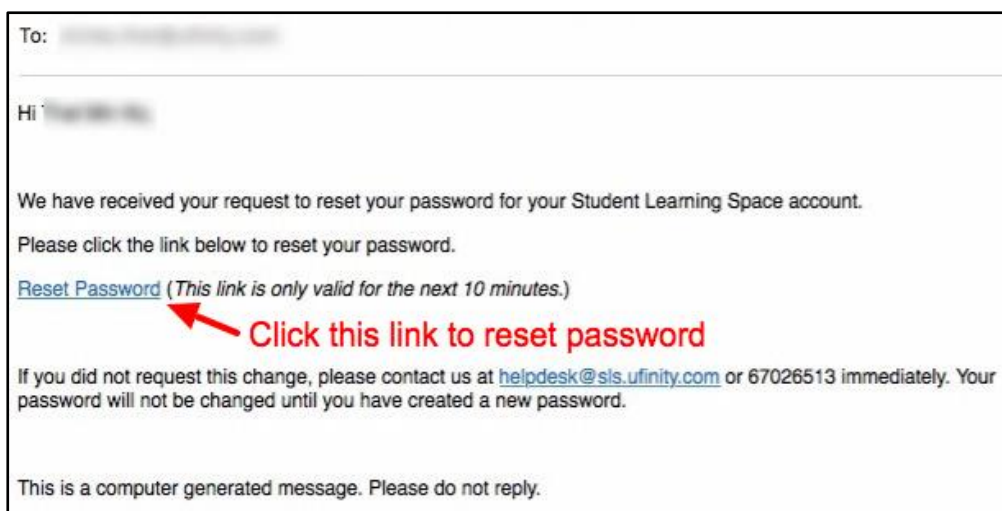 To:
Hi
We have received your request to reset your password for your Student Learning Space account.
Please click the link below to reset your password.
Reset Password (This link is only valid for the next 10 minutes.)
Click this link to reset password
If you did not request this change, please contact us at helpdesk@sls.ufinity.com or 67026513 immediately. Your
password will not be changed until you have created a new password.
This is a computer generated message. Please do not reply.